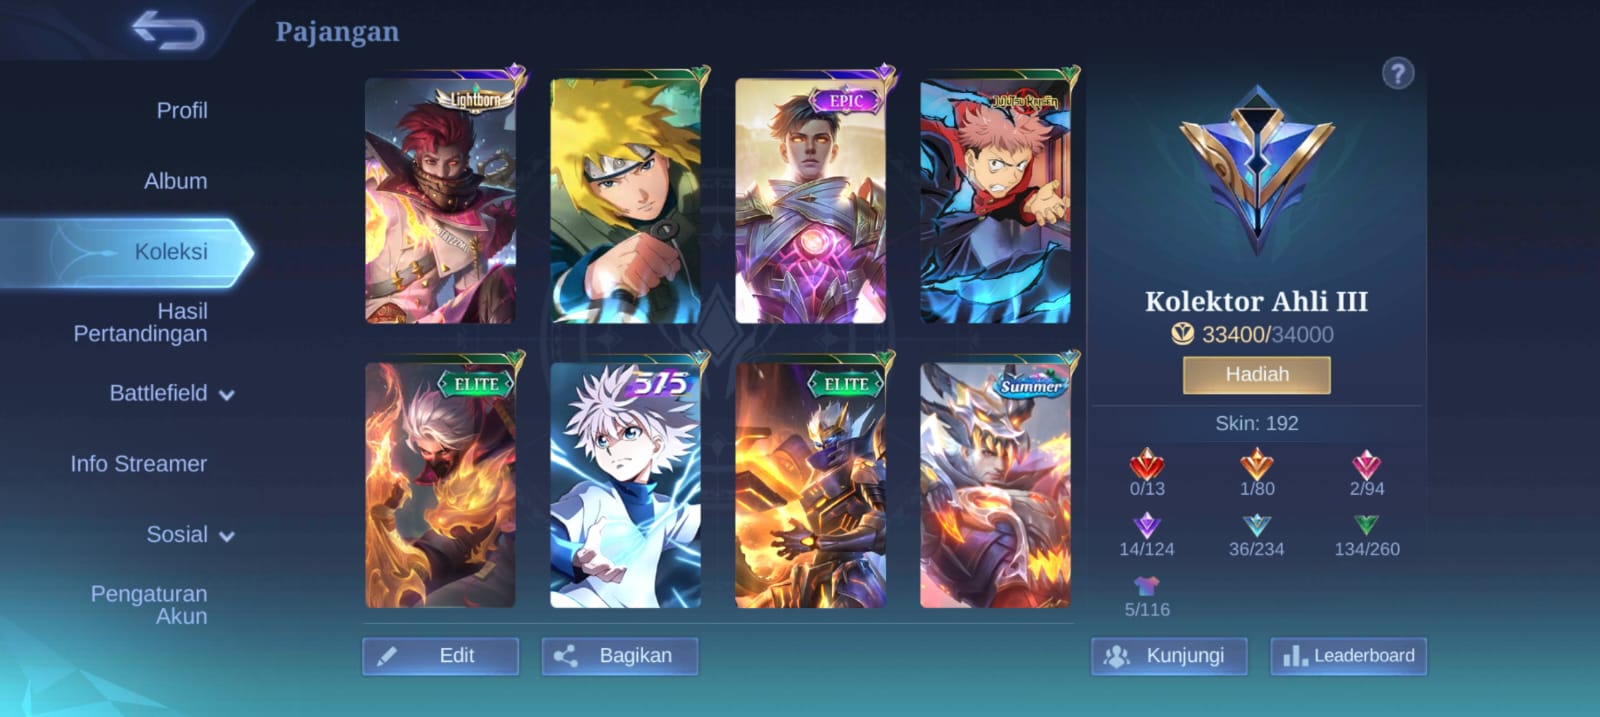 Pajangan
Profil
Album
Koleksi
Hasil
Pertandingan
Battlefield
Info Streamer
Sosial
Pengaturan
Akun
Lightborn
EPIC
JUJUTSU KAISEN
ELITE
515
ELITE
Summer
Edit
Bagikan
?
Kolektor Ahli III
33400/34000
Hadiah
Skin: 192
0/13
1/80
2/94
14/124
36/234
134/260
5/116
Kunjungi
Leaderboard